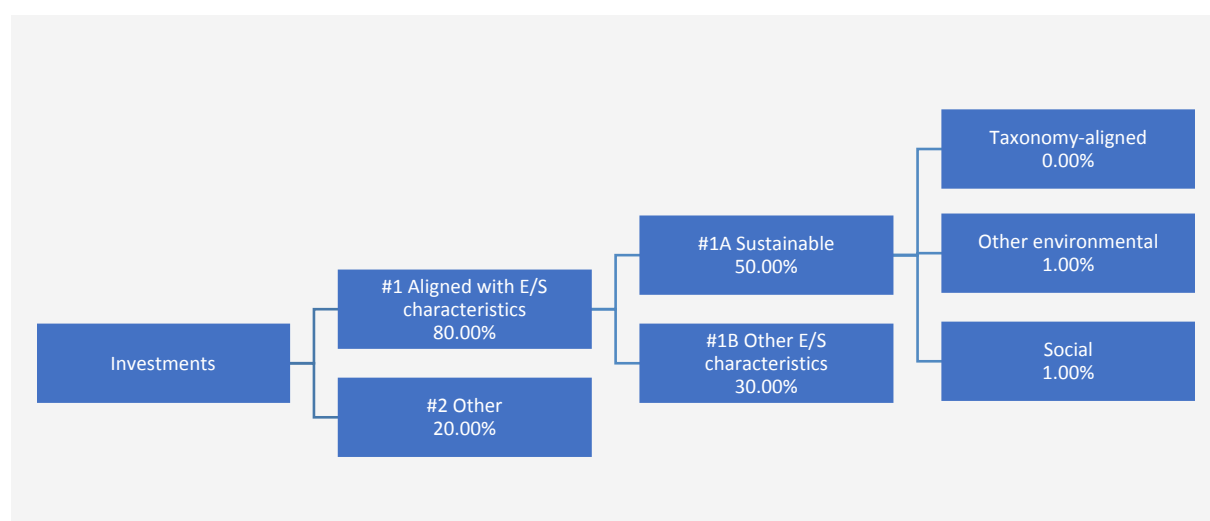 Investments
#1 Aligned with E/S
characteristics
80.00%
#2 Other
20.00%
#1A Sustainable
50.00%
#1B Other E/S
characteristics
30.00%
Taxonomy-aligned
0.00%
Other environmental
1.00%
Social
1.00%